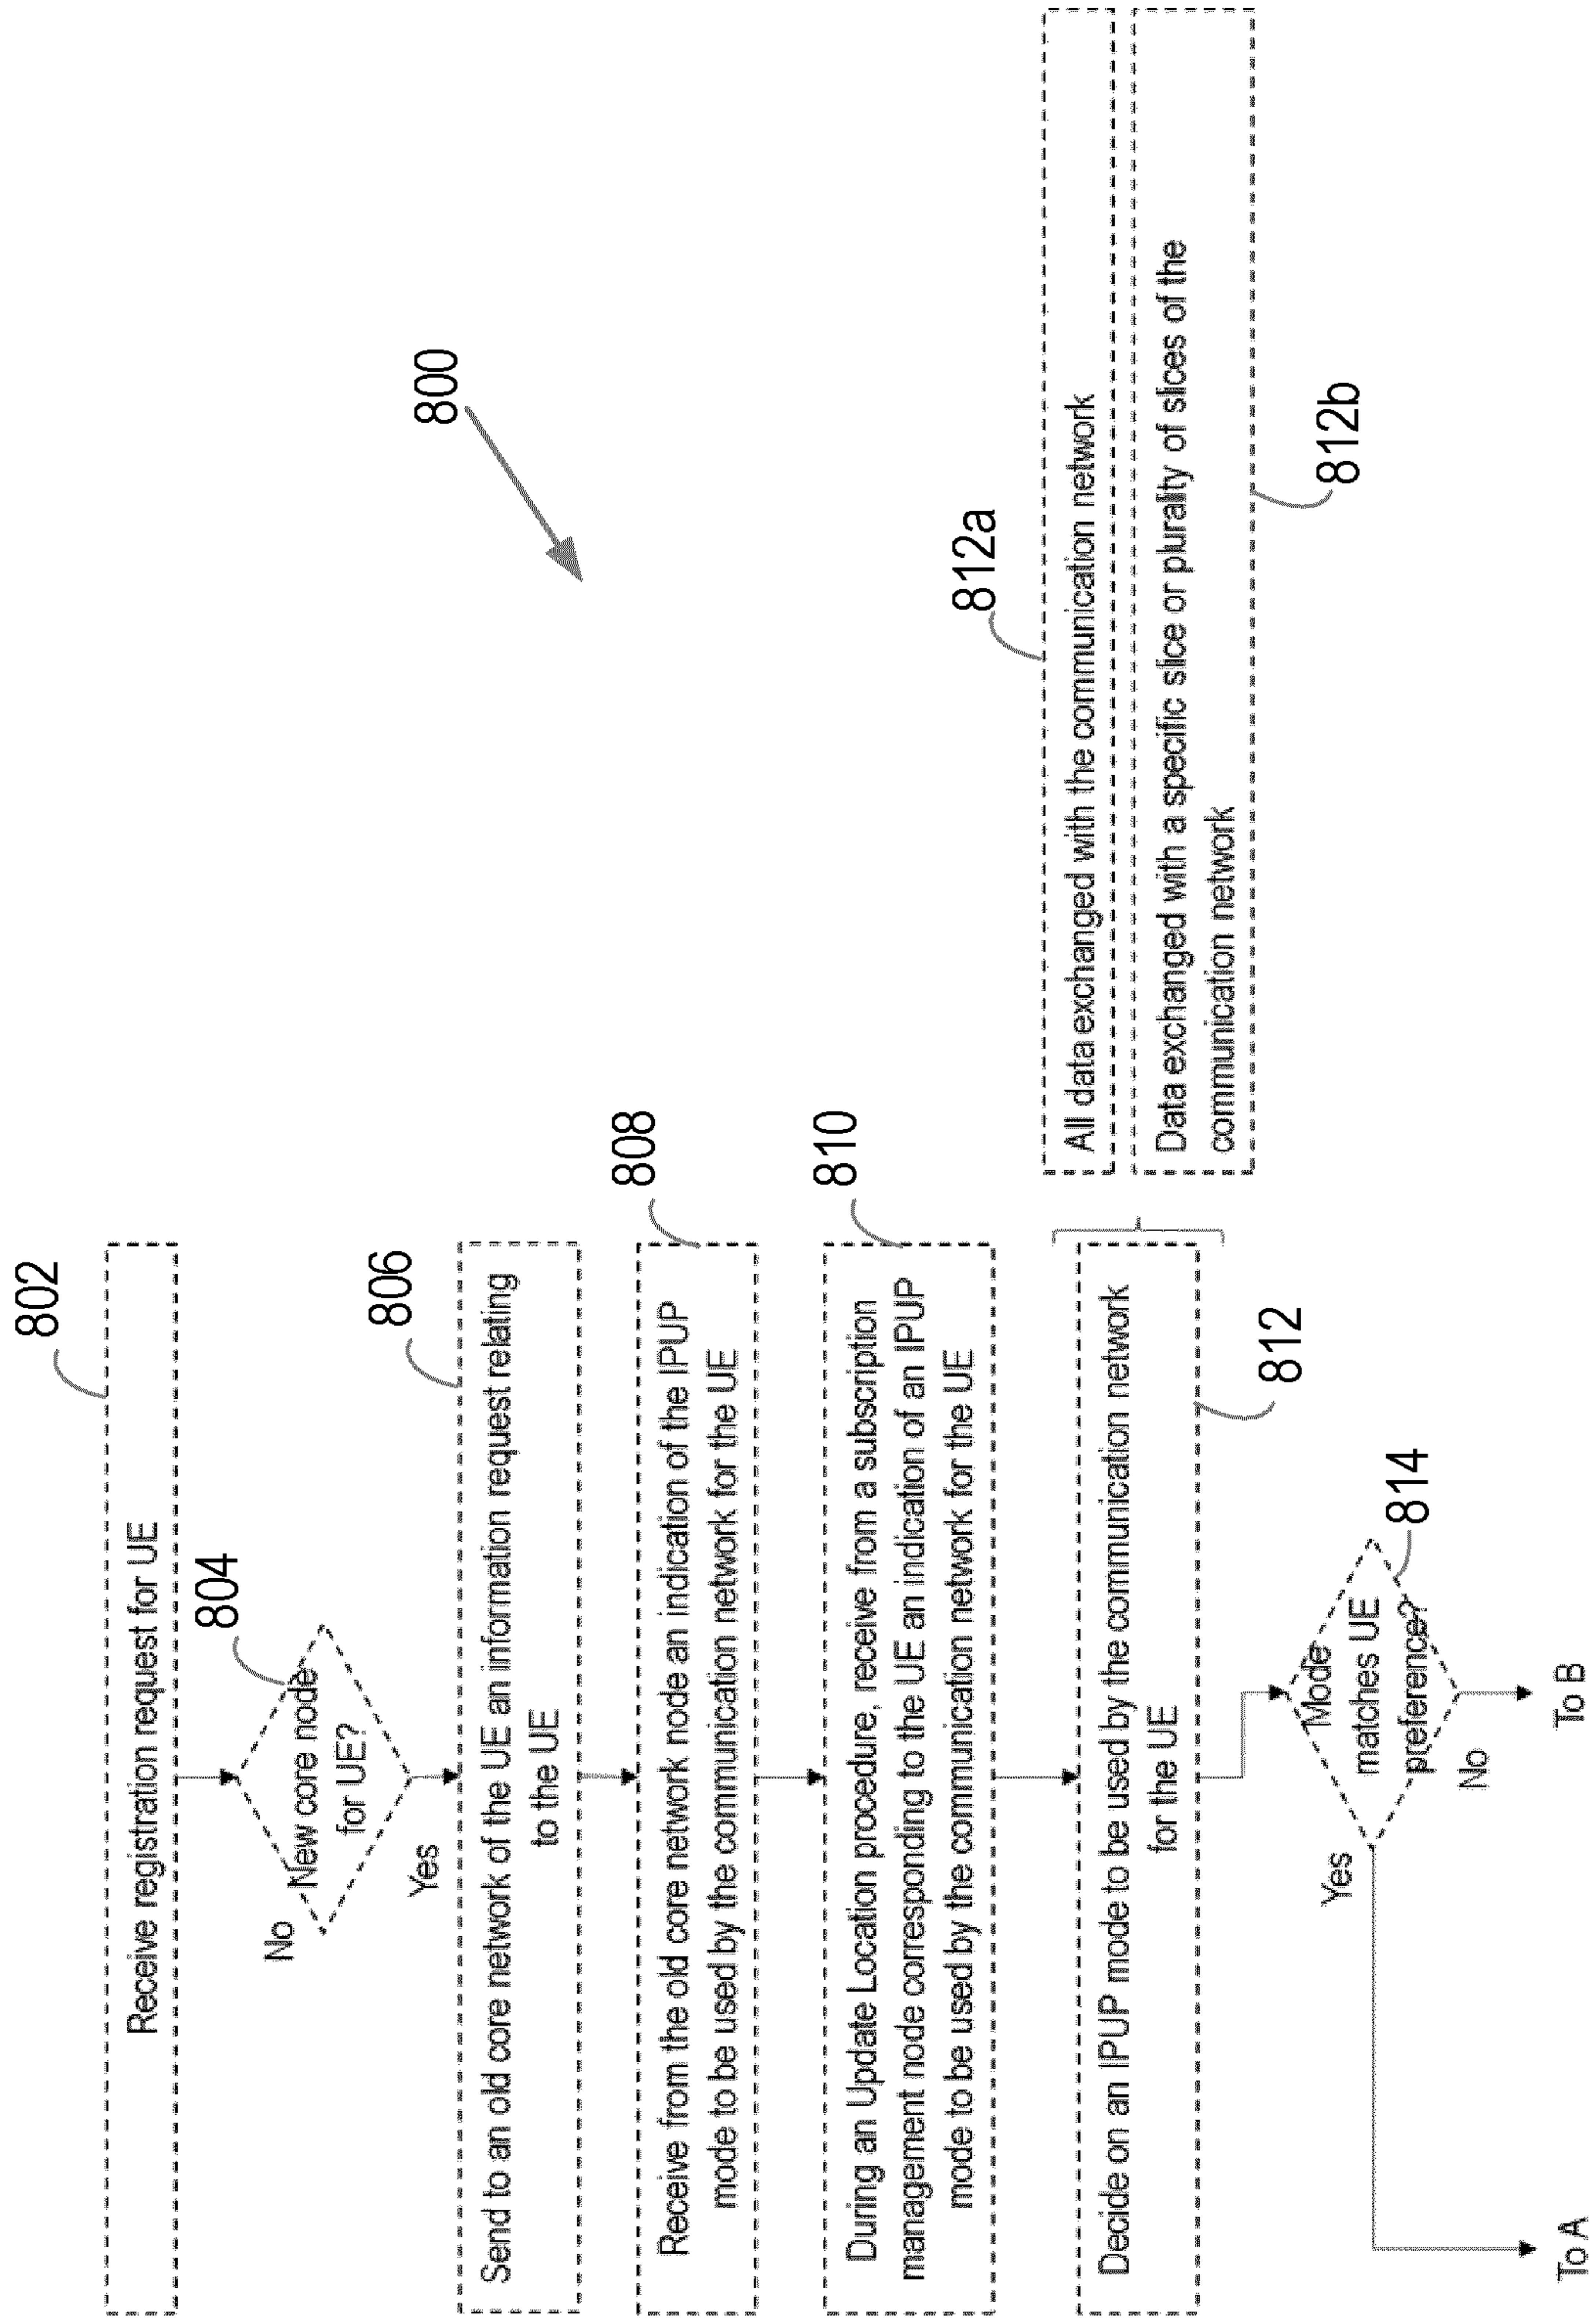 800
802
Receive registration request for UE
804
New core node
for UE?
No
Yes
806
Send to an old core network of the UE an information request relating
to the UE
808
Receive from the old core network node an indication of the IPUP
mode to be used by the communication network for the UE
810
During an Update Location procedure, receive from a subscription
management node corresponding to the UE an indication of an IPUP
mode to be used by the communication network for the UE
812a
All data exchanged with the communication network
Data exchanged with a specific slice or plurality of slices of the
communication network
812b
Decide on an IPUP mode to be used by the communication network
for the UE
812
814
Mode
matches UE
preference?
Yes
No
To A
To B